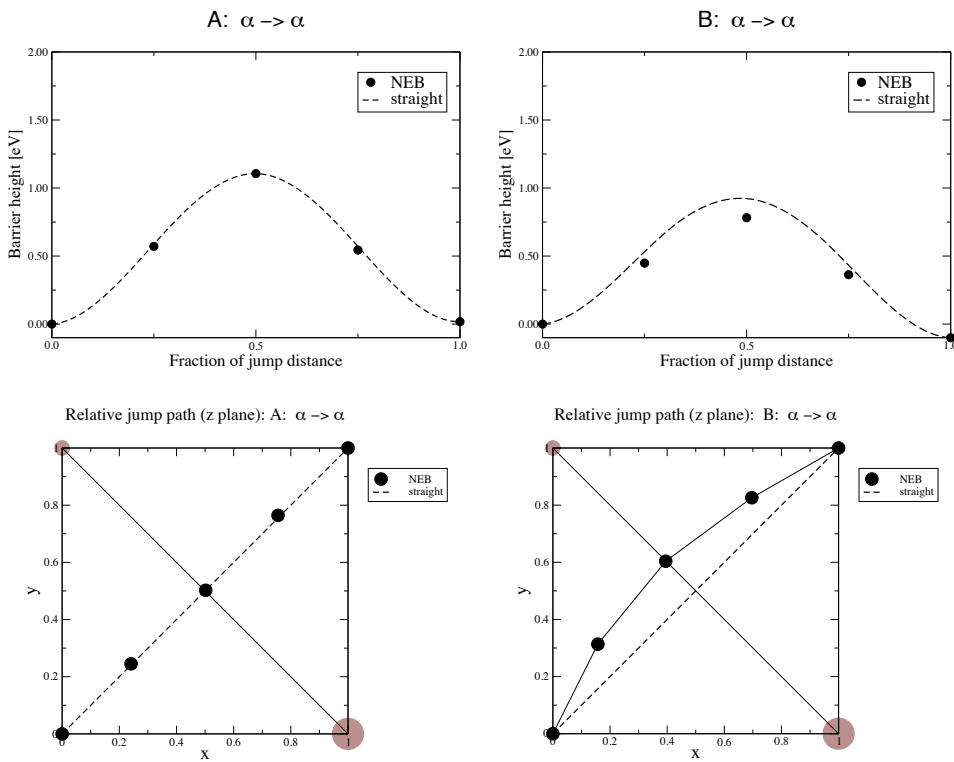 A: α −> α
B: α −> α
2.00
1.50
1.00
0.50
0.00
Barrier height [eV]
NEB
straight
0.0
0.5
1.0
Fraction of jump distance
2.00
1.50
1.00
0.50
0.00
Barrier height [eV]
NEB
straight
0.0
0.5
1.0
Fraction of jump distance
Relative jump path (z plane): A: α −> α
1
0.8
0.6
0.4
0.2
0
y
NEB
straight
0
0.2
0.4
0.6
0.8
1
x
Relative jump path (z plane): B: α −> α
1
0.8
0.6
0.4
0.2
0
y
NEB
straight
0
0.2
0.4
0.6
0.8
1
x